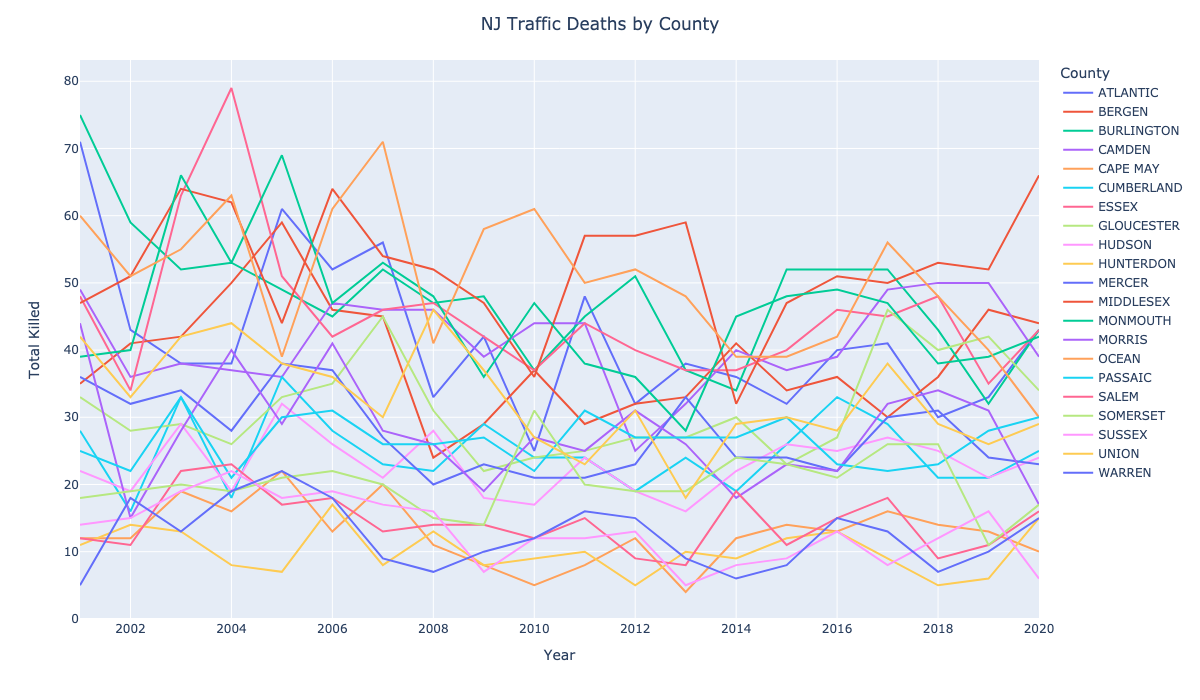 NJ Traffic Deaths by County
Total Killed
80
70
60
50
40
30
20
10
0
2002
2004
2006
2008
2010
2012
2014
2016
2018
2020
Year
County
ATLANTIC
BERGEN
BURLINGTON
CAMDEN
CAPE MAY
CUMBERLAND
ESSEX
GLOUCESTER
HUDSON
HUNTERDON
MERCER
MIDDLESEX
MONMOUTH
MORRIS
OCEAN
PASSAIC
SALEM
SOMERSET
SUSSEX
UNION
WARREN